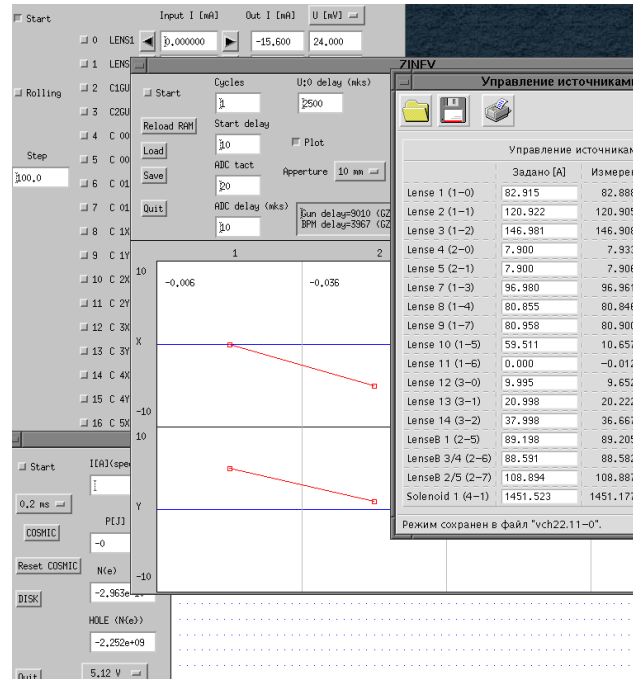 Start
Input I [mA] Out I [mA] U [mV]
0 LENS1 0.000000 -15.600 24.000
1 LENS
Rolling
2 C1GU
3 C2GU
4 C 00
5 C 00
Step
100.0
6 C 01
7 C 01
8 C 1X
9 C 1Y
10 C 2X
11 C 2Y
12 C 3X
13 C 3Y
14 C 4X
15 C 4Y
16 C 5X
ZINEV
Start
Cycles
1
U:0 delay (mks)
2500
Reload RAM
Start delay
10
Plot
Load
ADC tact
20
Apperture 10 mm
Save
Quit
ADC delay (mks)
10
Gun delay=9010 (GZ
BPM delay=3967 (GZ
1 2
10
-0.006 -0.036
X
-10
10
Y
-10
Управление источниками
Управление источникам
Задано [A] Измерен
Lense 1 (1-0) 82.915 82.888
Lense 2 (1-1) 120.922 120.905
Lense 3 (1-2) 146.981 146.908
Lense 4 (2-0) 7.900 7.933
Lense 5 (2-1) 7.900 7.906
Lense 7 (1-3) 96.980 96.961
Lense 8 (1-4) 80.855 80.846
Lense 9 (1-7) 80.958 80.900
Lense 10 (1-5) 59.511 10.657
Lense 11 (1-6) 0.000 -0.012
Lense 12 (3-0) 9.995 9.652
Lense 13 (3-1) 20.998 20.222
Lense 14 (3-2) 37.998 36.667
LenseB 1 (2-5) 89.198 89.205
LenseB 3/4 (2-6) 88.591 88.582
LenseB 2/5 (2-7) 108.894 108.887
Solenoid 1 (4-1) 1451.523 1451.177
Режим сохранен в файл "vch22.11-0".
Start
I[A](spe
0.2 ms
COSMIC
P[J]
-0
Reset COSMIC
N(e)
-2.963e
DISK
HOLE (N(e))
-2.252e+09
Quit
5.12 V